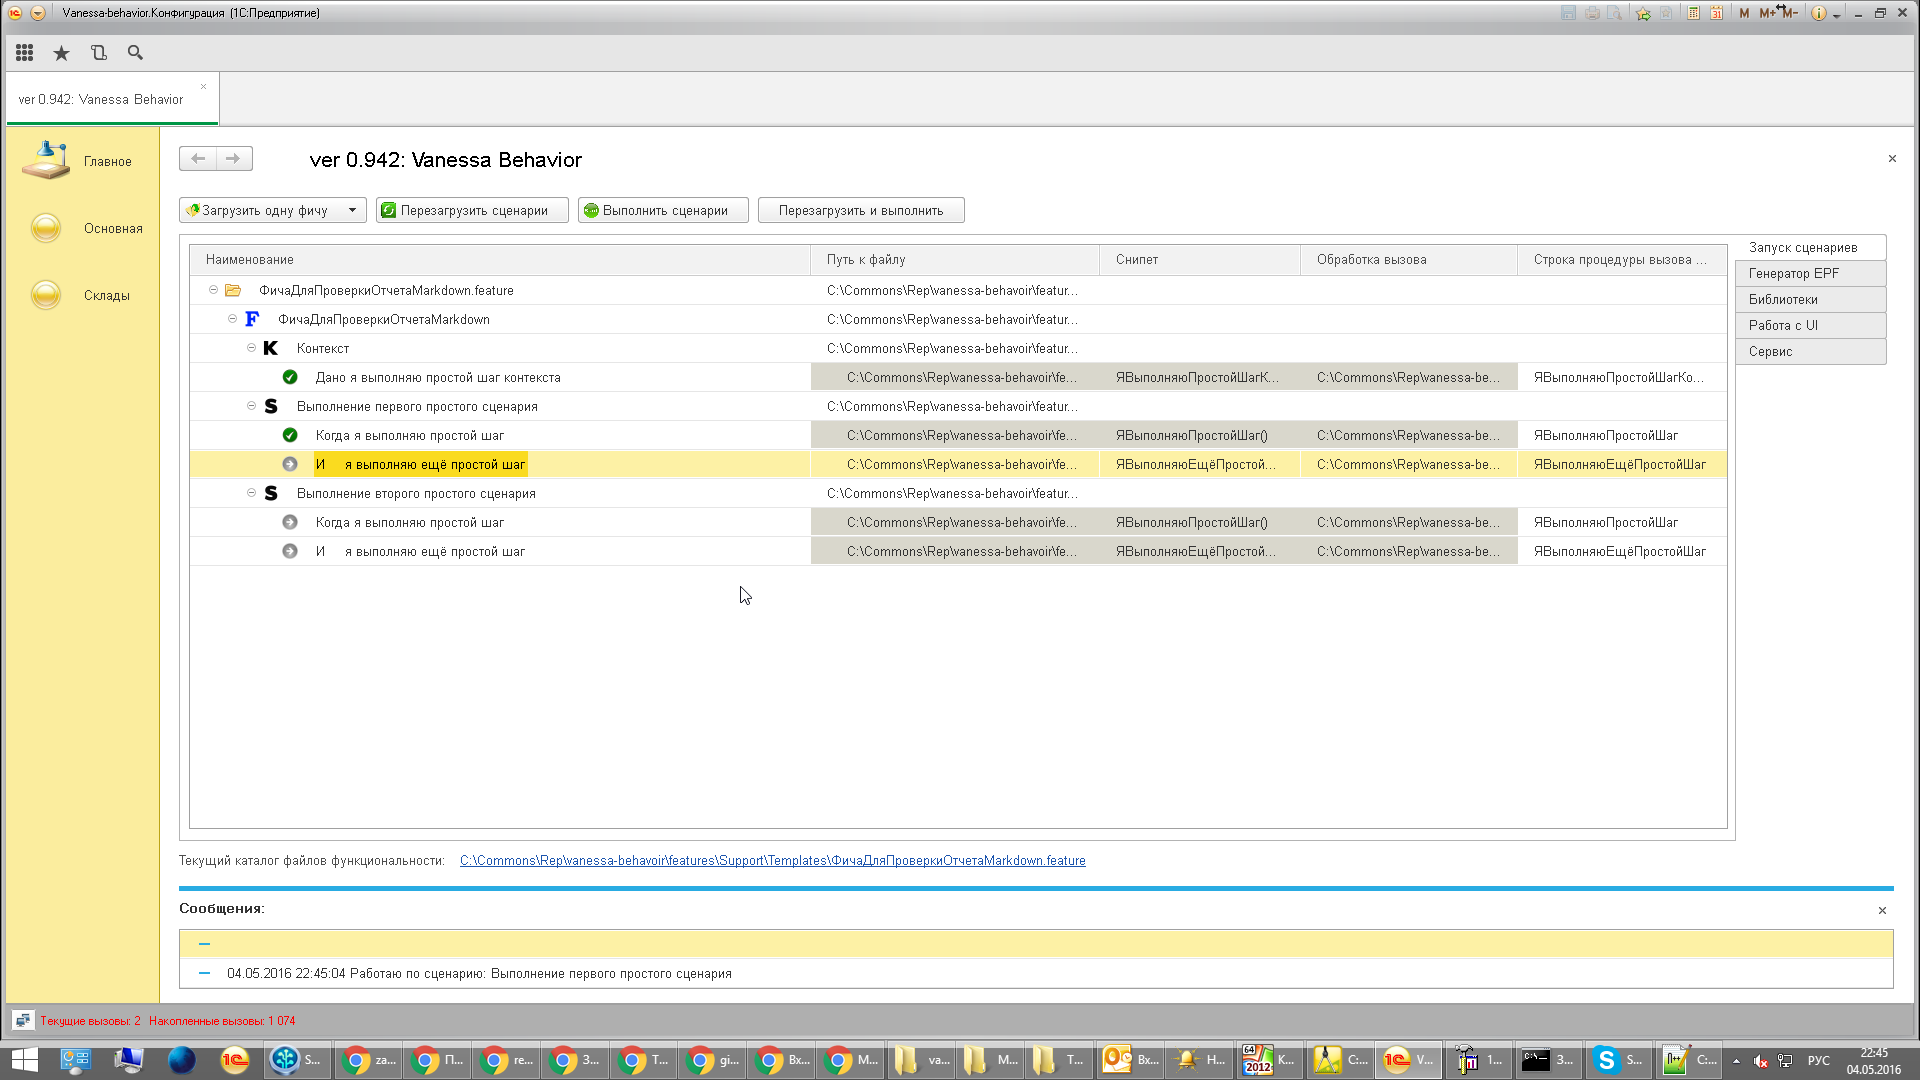 Vanessa-behavior.Конфигурация (1С:Предприятие)
M M+ M-
ver 0.942: Vanessa Behavior
Главное
Основная
Склады
ver 0.942: Vanessa Behavior
Загрузить одну фичу
Перезагрузить сценарии
Выполнить сценарии
Перезагрузить и выполнить
Наименование Путь к файлу Снипет Обработка вызова Строка процедуры вызова ...
ФичаДляПроверкиОтчетаMarkdown.feature C:\Commons\Rep\vanessa-behavoir\featur...
F ФичаДляПроверкиОтчетаMarkdown C:\Commons\Rep\vanessa-behavoir\featur...
K Контекст C:\Commons\Rep\vanessa-behavoir\featur...
Дано я выполняю простой шаг контекста C:\Commons\Rep\vanessa-behavoir\fe... ЯВыполняюПростойШагК... C:\Commons\Rep\vanessa-be... ЯВыполняюПростойШагКо...
S Выполнение первого простого сценария C:\Commons\Rep\vanessa-behavoir\featur...
Когда я выполняю простой шаг C:\Commons\Rep\vanessa-behavoir\fe... ЯВыполняюПростойШаг() C:\Commons\Rep\vanessa-be... ЯВыполняюПростойШаг
И я выполняю ещё простой шаг C:\Commons\Rep\vanessa-behavoir\fe... ЯВыполняюЕщёПростой... C:\Commons\Rep\vanessa-be... ЯВыполняюЕщёПростойШаг
S Выполнение второго простого сценария C:\Commons\Rep\vanessa-behavoir\featur...
Когда я выполняю простой шаг C:\Commons\Rep\vanessa-behavoir\fe... ЯВыполняюПростойШаг() C:\Commons\Rep\vanessa-be... ЯВыполняюПростойШаг
И я выполняю ещё простой шаг C:\Commons\Rep\vanessa-behavoir\fe... ЯВыполняюЕщёПростой... C:\Commons\Rep\vanessa-be... ЯВыполняюЕщёПростойШаг
Запуск сценариев
Генератор EPF
Библиотеки
Работа с UI
Сервис
Текущий каталог файлов функциональности: C:\Commons\Rep\vanessa-behavoir\features\Support\Templates\ФичаДляПроверкиОтчетаMarkdown.feature
Сообщения:
04.05.2016 22:45:04 Работаю по сценарию: Выполнение первого простого сценария
Текущие вызовы: 2 Накопленные вызовы: 1 074
S... za... П... re... З... Т... gi... Вх... М... va... М... Т... Вх... Н... К... С:... V... 1... З... S... C:... РУС
22:45
04.05.2016